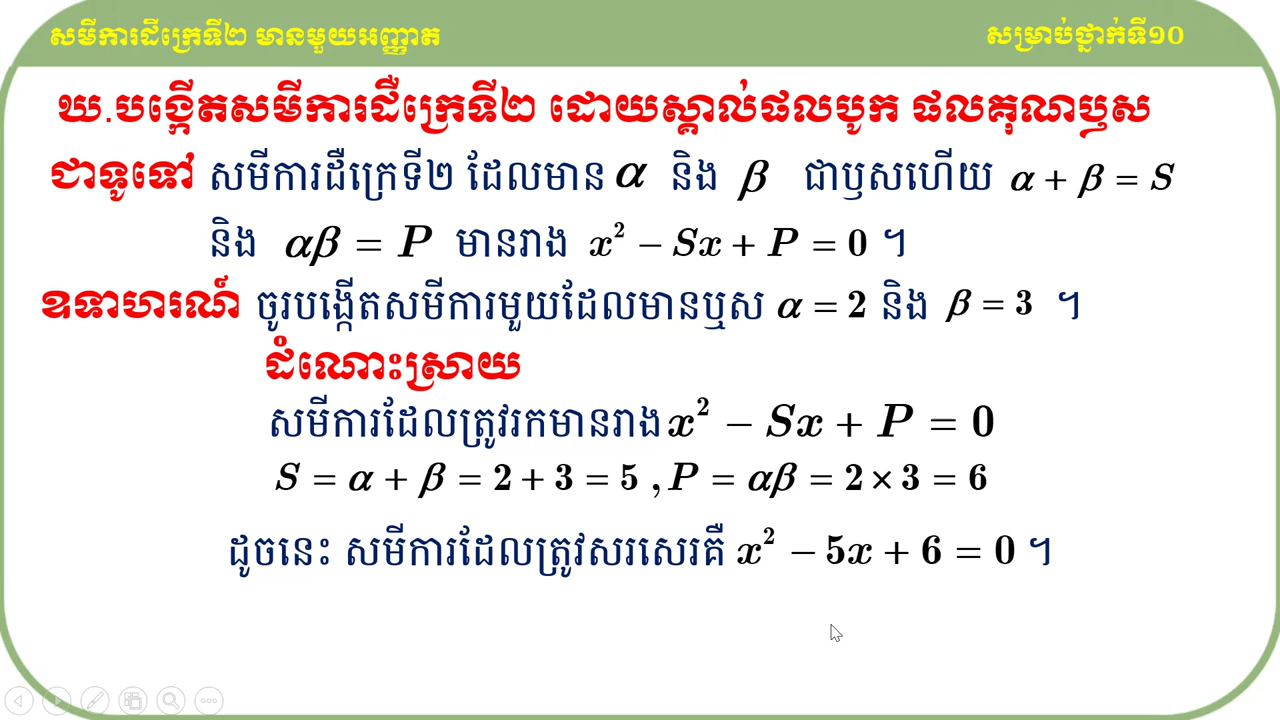 សមីការដឺក្រេទី២ មានមួយអញ្ញាត
សម្រាប់ថ្នាក់ទី១០
ឃ.បង្កើតសមីការដឺក្រេទី២ ដោយស្គាល់ផលបូក ផលគុណឫស
ជាទូទៅ សមីការដឺក្រេទី២ ដែលមាន α និង β ជាឫសហើយ α + β = S
និង αβ = P មានរាង x² − Sx + P = 0 ។
ឧទាហរណ៍ ចូរបង្កើតសមីការមួយដែលមានឬស α = 2 និង β = 3 ។
ដំណោះស្រាយ
សមីការដែលត្រូវរកមានរាង x² − Sx + P = 0
S = α + β = 2 + 3 = 5 , P = αβ = 2 × 3 = 6
ដូចនេះ សមីការដែលត្រូវសរសេរគឺ x² − 5x + 6 = 0 ។